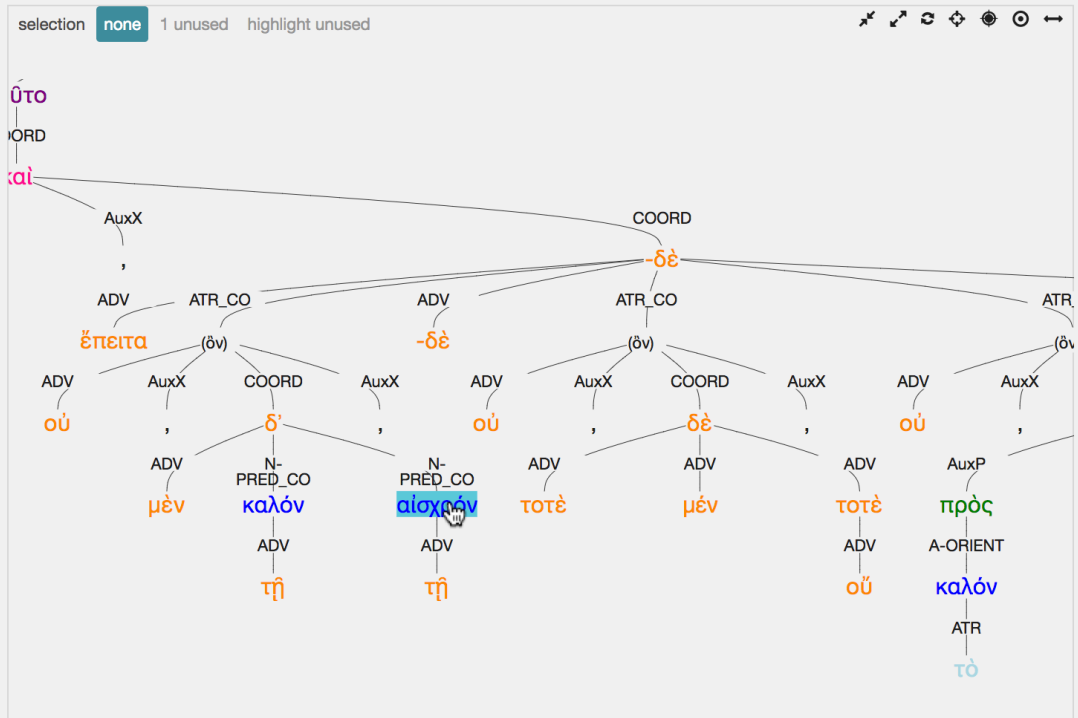 selection none 1 unused highlight unused
ῦτο
OORD
καὶ
AuxX COORD
, -δὲ
ADV ATR_CO ADV ATR_CO ATR_
ἔπειτα (ὂν) -δὲ (ὂν) (ὂν
ADV AuxX COORD AuxX ADV AuxX COORD AuxX ADV AuxX
οὐ , δ’ , οὐ , δὲ , οὐ ,
ADV N- N- ADV ADV ADV AuxP
PRED_CO PRED_CO
μὲν καλόν αἰσχρόν τοτὲ μέν τοτὲ πρὸς
ADV ADV ADV A-ORIENT
τῇ τῇ οὔ καλόν
ATR
τὸ